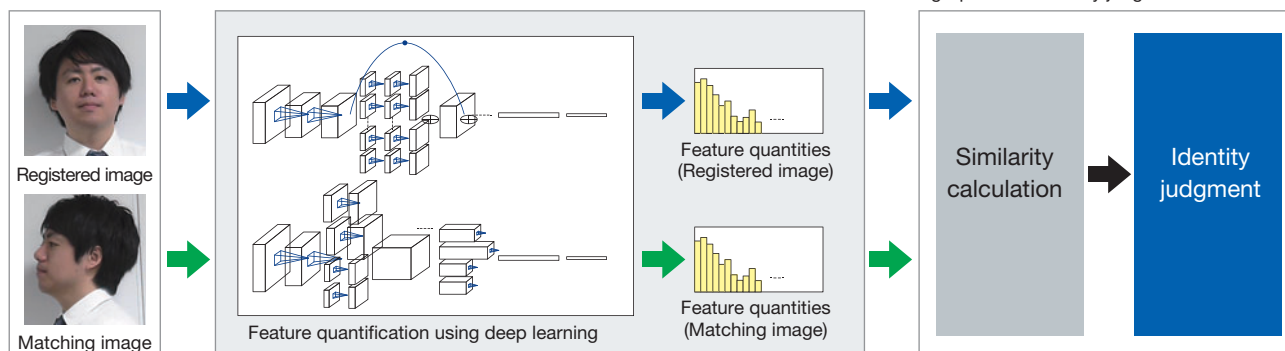 Registered image
Matching image
Feature quantification using deep learning
Feature quantities
(Registered image)
Feature quantities
(Matching image)
Similarity
calculation
Identity
judgment